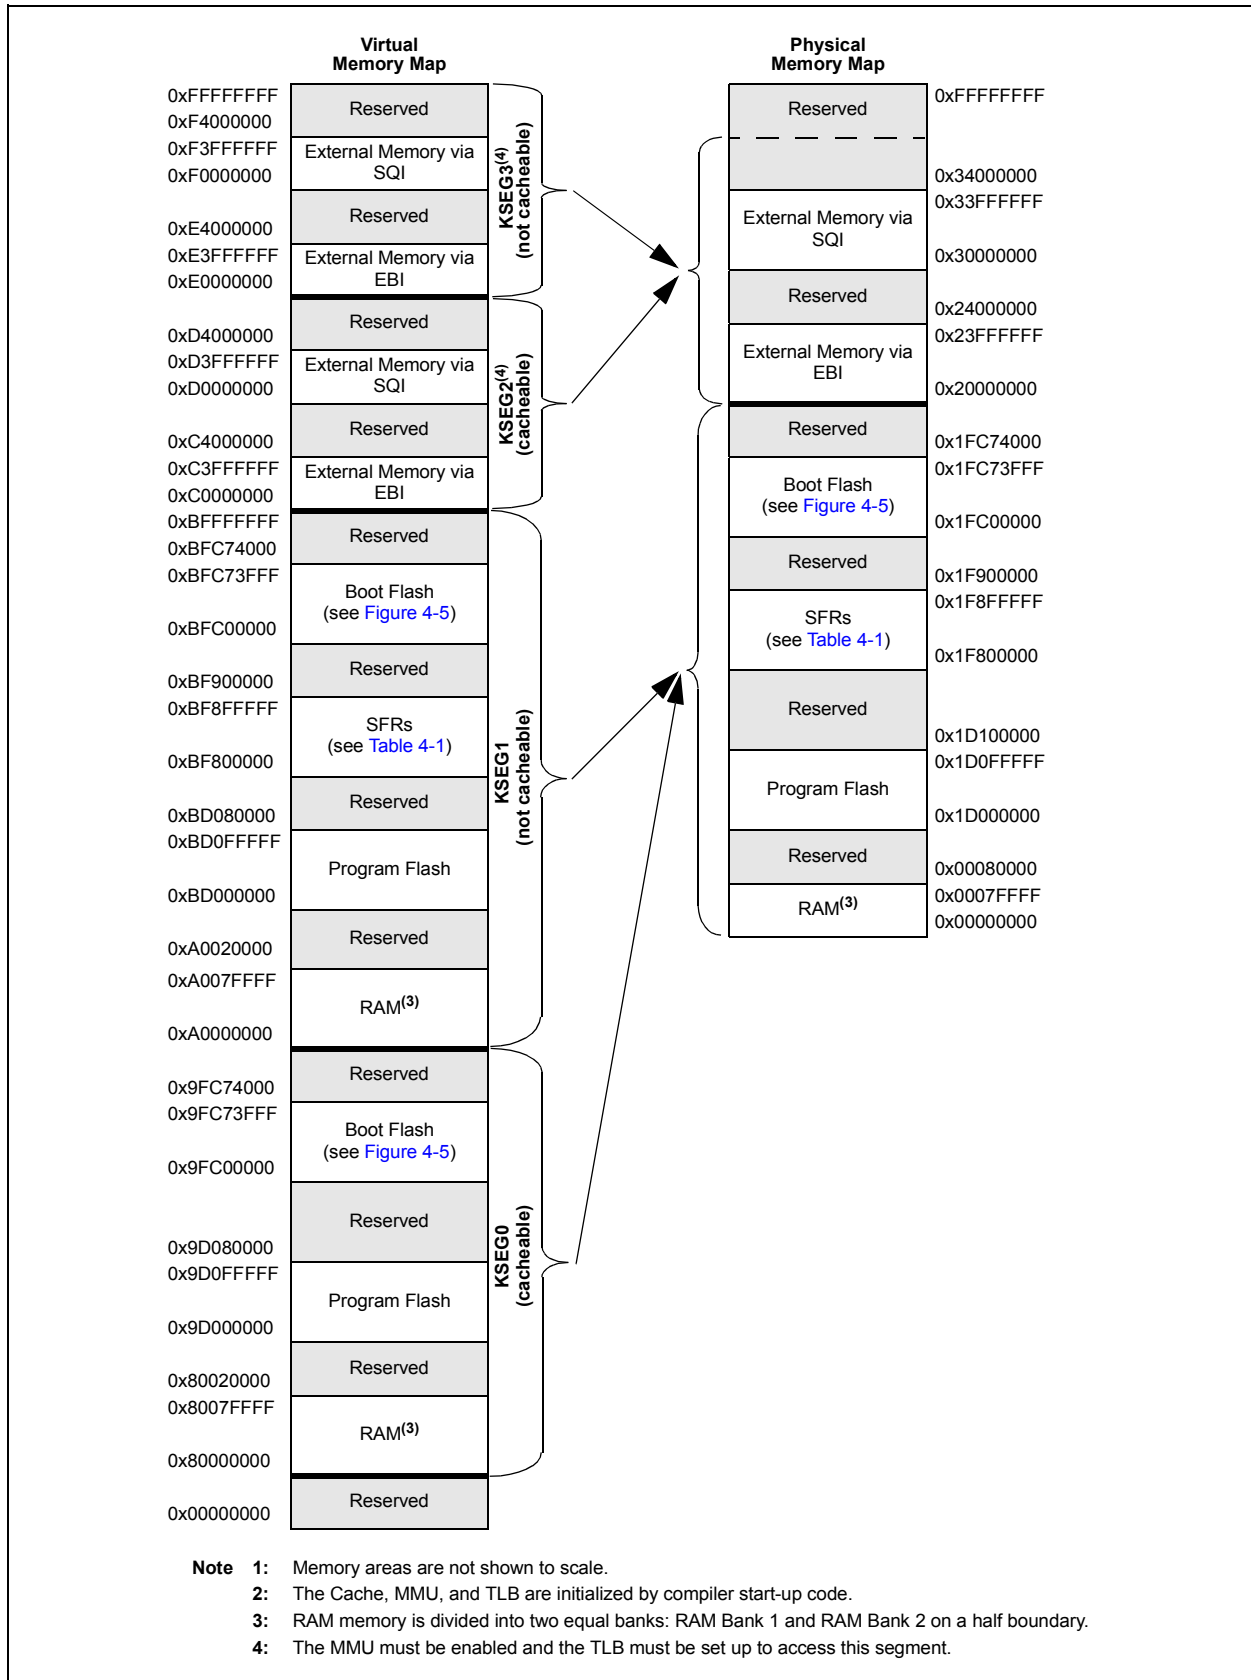 Virtual
Memory Map
0xFFFFFFFF
Reserved
0xF4000000
0xF3FFFFFF
External Memory via
SQI
0xF0000000
Reserved
0xE4000000
0xE3FFFFFF
External Memory via
EBI
0xE0000000
KSEG3(4)
(not cacheable)
Reserved
0xD4000000
0xD3FFFFFF
External Memory via
SQI
0xD0000000
Reserved
0xC4000000
0xC3FFFFFF
External Memory via
EBI
0xC0000000
KSEG2(4)
(cacheable)
0xBFFFFFFF
Reserved
0xBFC74000
0xBFC73FFF
Boot Flash
(see Figure 4-5)
0xBFC00000
Reserved
0xBF900000
0xBF8FFFFF
SFRs
(see Table 4-1)
0xBF800000
Reserved
0xBD080000
0xBD0FFFFF
Program Flash
0xBD000000
Reserved
0xA0020000
0xA007FFFF
RAM(3)
0xA0000000
KSEG1
(not cacheable)
Reserved
0x9FC74000
0x9FC73FFF
Boot Flash
(see Figure 4-5)
0x9FC00000
Reserved
0x9D080000
0x9D0FFFFF
Program Flash
0x9D000000
Reserved
0x80020000
0x8007FFFF
RAM(3)
0x80000000
KSEG0
(cacheable)
Reserved
0x00000000
Physical
Memory Map
0xFFFFFFFF
Reserved
0x34000000
0x33FFFFFF
External Memory via
SQI
0x30000000
Reserved
0x24000000
0x23FFFFFF
External Memory via
EBI
0x20000000
Reserved
0x1FC74000
0x1FC73FFF
Boot Flash
(see Figure 4-5)
0x1FC00000
Reserved
0x1F900000
0x1F8FFFFF
SFRs
(see Table 4-1)
0x1F800000
Reserved
0x1D100000
0x1D0FFFFF
Program Flash
0x1D000000
Reserved
0x00080000
0x0007FFFF
RAM(3)
0x00000000
Note 1: Memory areas are not shown to scale.
2: The Cache, MMU, and TLB are initialized by compiler start-up code.
3: RAM memory is divided into two equal banks: RAM Bank 1 and RAM Bank 2 on a half boundary.
4: The MMU must be enabled and the TLB must be set up to access this segment.